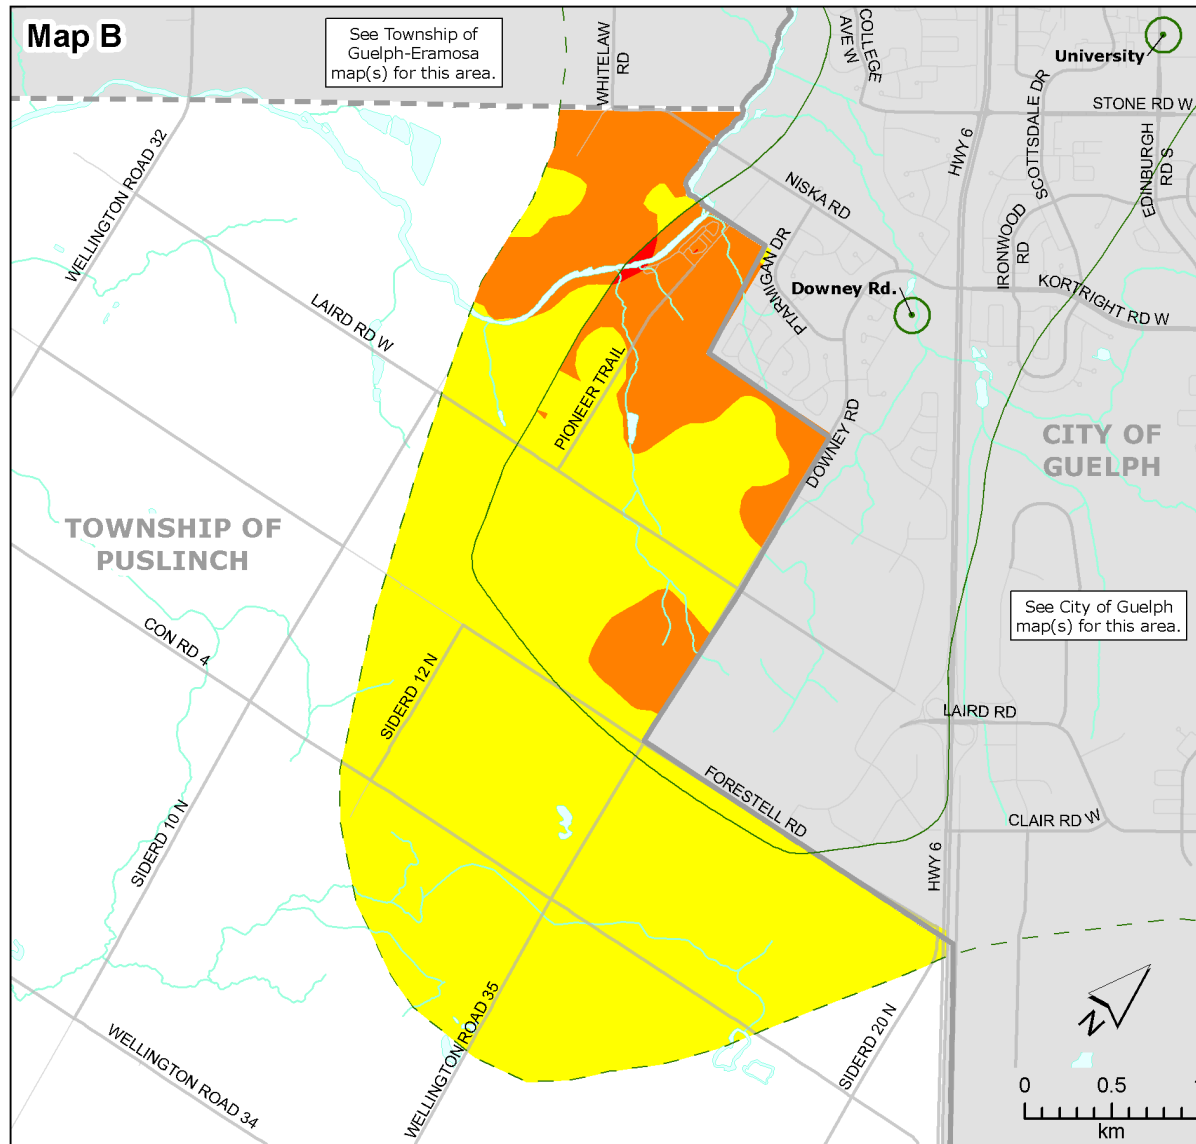 Map B
See Township of
Guelph-Eramosa
map(s) for this area.
WHITELAW
RD
COLLEGE
AVE W
University
STONE RD W
SCOTTSDALE DR
EDINBURGH
RD S
HWY 6
WELLINGTON ROAD 32
NISKA RD
IRONWOOD
RD
PTARMIGAN DR
Downey Rd.
KORTRIGHT RD W
LAIRD RD W
PIONEER TRAIL
DOWNEY RD
CITY OF
GUELPH
TOWNSHIP OF
PUSLINCH
See City of Guelph
map(s) for this area.
CON RD 4
SIDERD 12 N
LAIRD RD
FORESTELL RD
CLAIR RD W
SIDERD 10 N
HWY 6
WELLINGTON ROAD 35
SIDERD 20 N
N
WELLINGTON ROAD 34
0 0.5 1
km